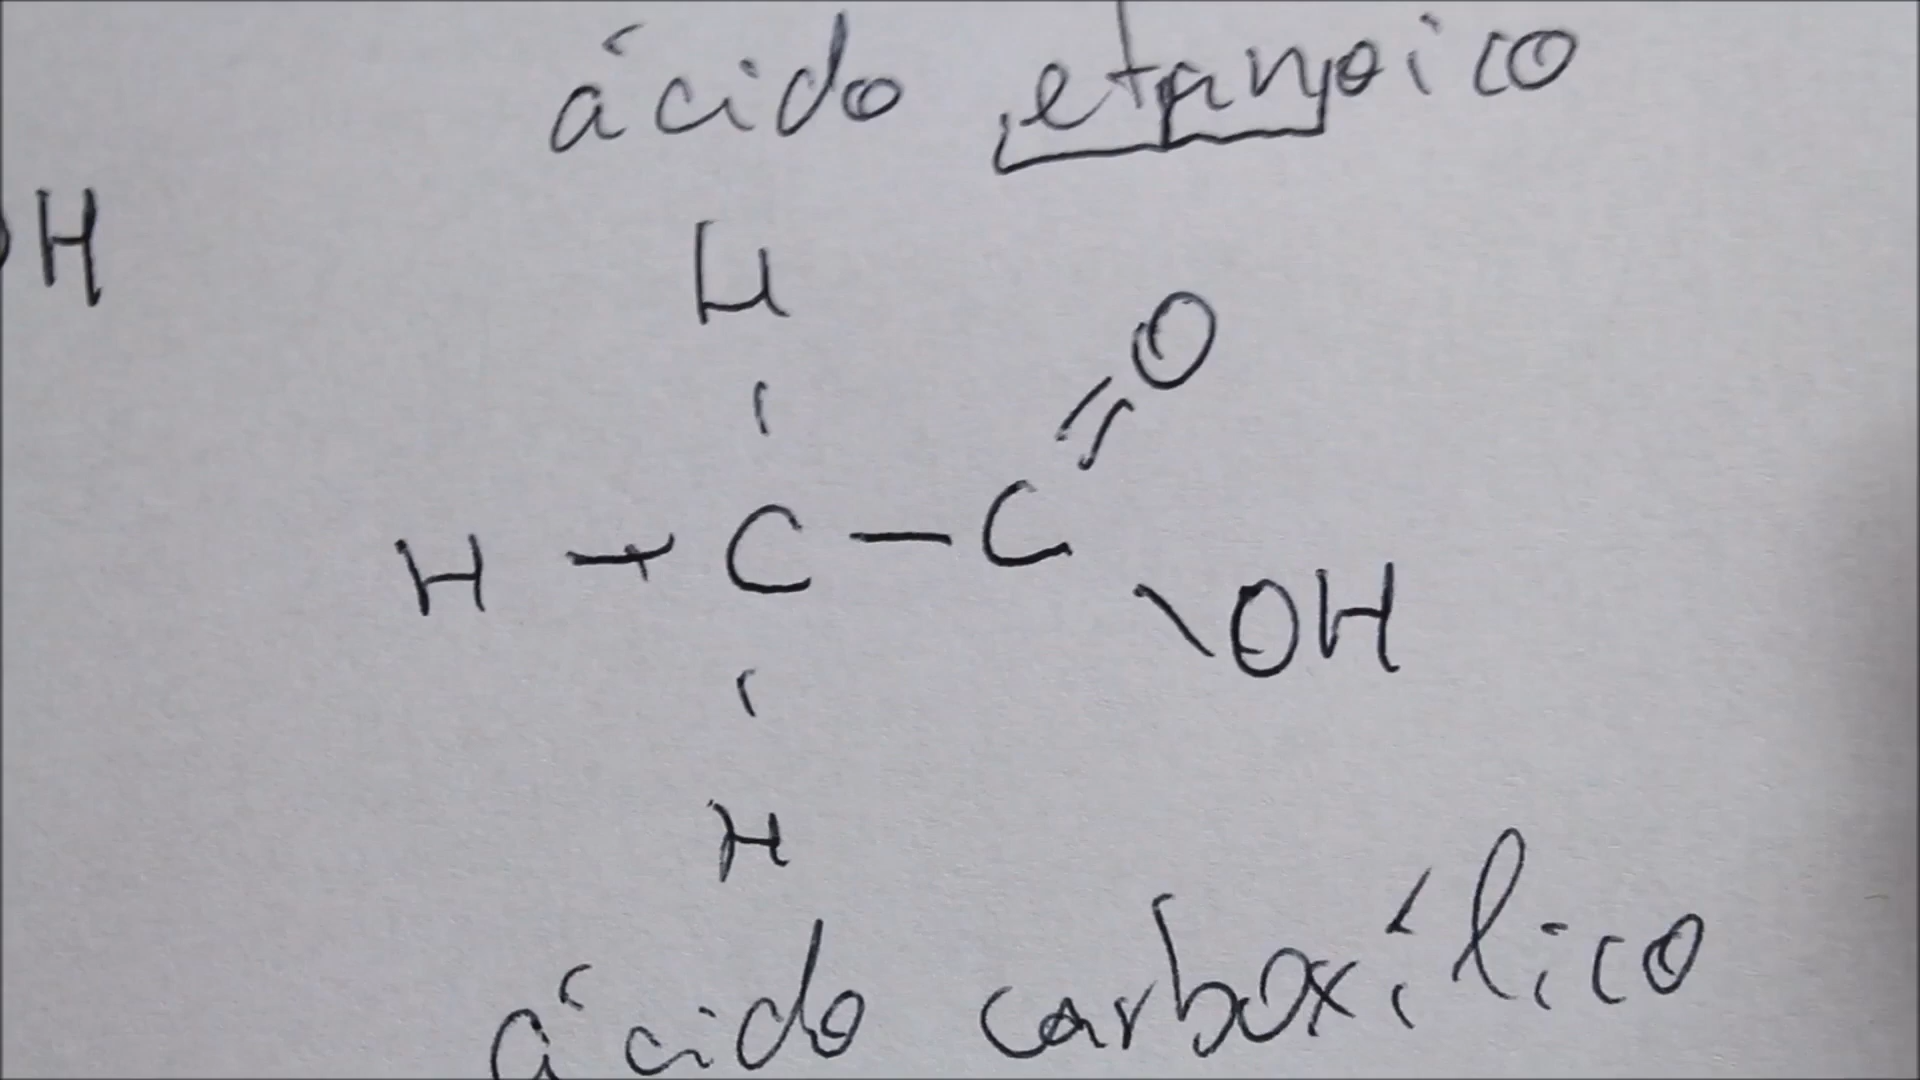 ácido etanoico
H
H
O
H - C - C
OH
H
ácido carboxílico